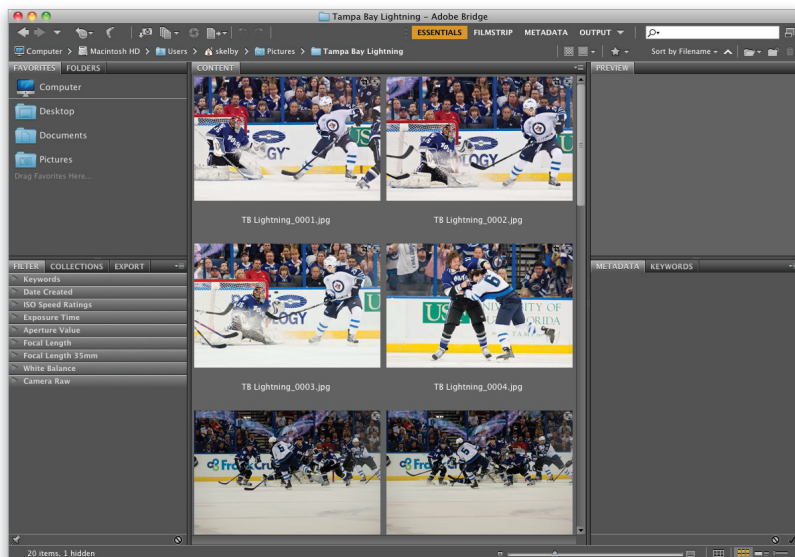 Tampa Bay Lightning – Adobe Bridge
ESSENTIALS FILMSTRIP METADATA OUTPUT
Computer > Macintosh HD > Users > skelby > Pictures > Tampa Bay Lightning
Sort by Filename
FAVORITES FOLDERS
Computer
Desktop
Documents
Pictures
Drag Favorites Here...
FILTER COLLECTIONS EXPORT
Keywords
Date Created
ISO Speed Ratings
Exposure Time
Aperture Value
Focal Length
Focal Length 35mm
White Balance
Camera Raw
CONTENT
TB Lightning_0001.jpg
TB Lightning_0002.jpg
TB Lightning_0003.jpg
TB Lightning_0004.jpg
PREVIEW
METADATA KEYWORDS
20 items, 1 hidden